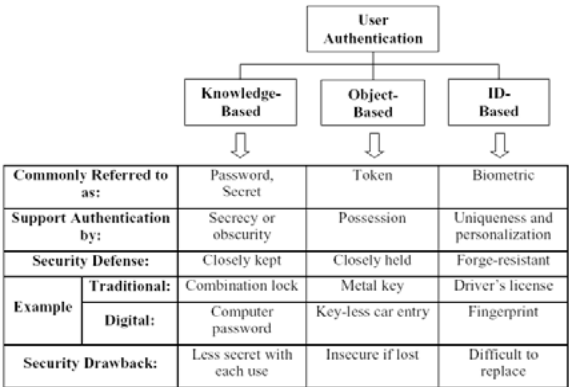 User
Authentication
Knowledge-
Based
Object-
Based
ID-
Based
Commonly Referred to
as:
Password,
Secret
Token
Biometric
Support Authentication
by:
Secrecy or
obscurity
Possession
Uniqueness and
personalization
Security Defense:
Closely kept
Closely held
Forge-resistant
Example
Traditional:
Combination lock
Metal key
Driver's license
Digital:
Computer
password
Key-less car entry
Fingerprint
Security Drawback:
Less secret with
each use
Insecure if lost
Difficult to
replace